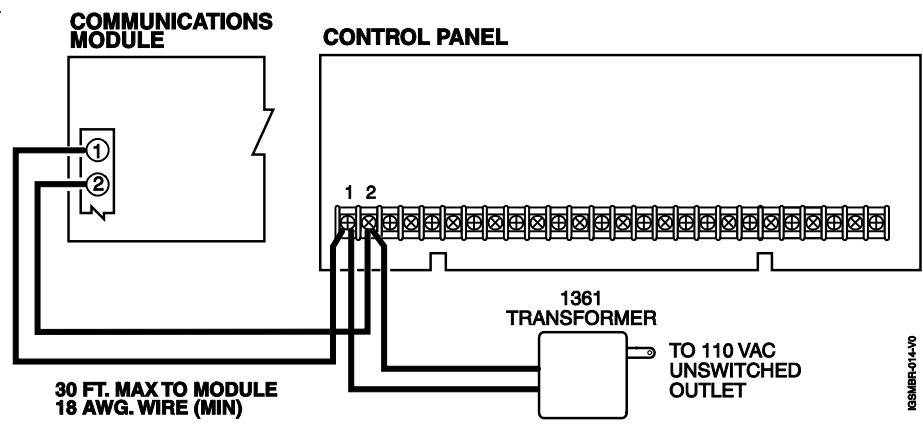 COMMUNICATIONS
MODULE
CONTROL PANEL
1
2
1 2
1361
TRANSFORMER
TO 110 VAC
UNSWITCHED
OUTLET
30 FT. MAX TO MODULE
18 AWG. WIRE (MIN)
IGSMBR-014-V0